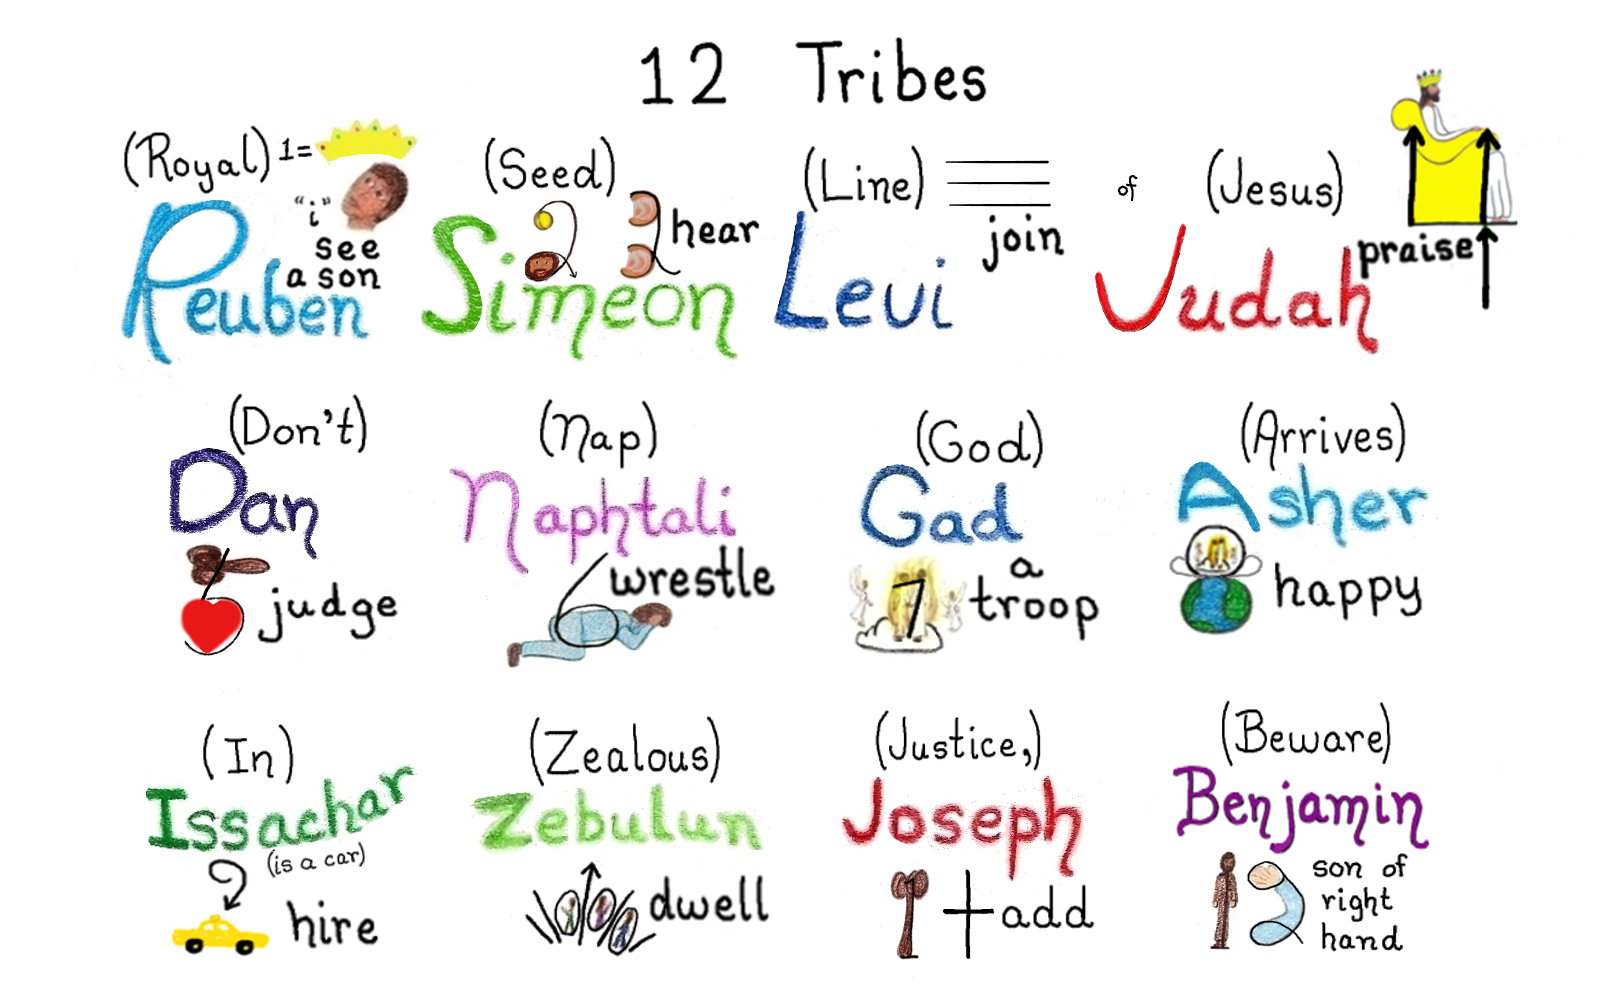 12 Tribes
(Royal) 1=
"i"
see
a son
Reuben
(Seed)
hear
Simeon
(Line)
join
Levi
of
(Jesus)
praise
Judah
(Don't)
Dan
judge
(Nap)
Naphtali
wrestle
(God)
Gad
7
a
troop
(Arrives)
Asher
happy
(In)
Issachar
(is a car)
hire
(Zealous)
Zebulun
dwell
(Justice,)
Joseph
+ add
(Beware)
Benjamin
son of
right
hand